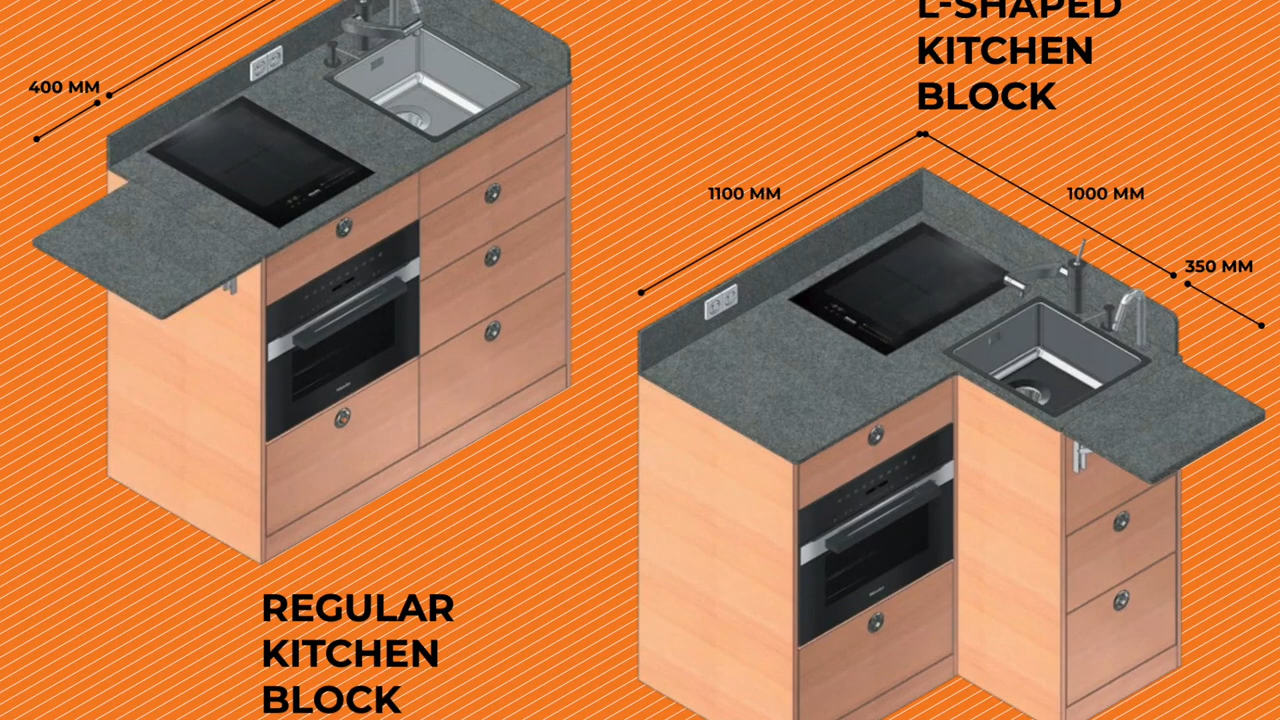 L-SHAPED
KITCHEN
BLOCK
400 MM
1100 MM
1000 MM
350 MM
REGULAR
KITCHEN
BLOCK